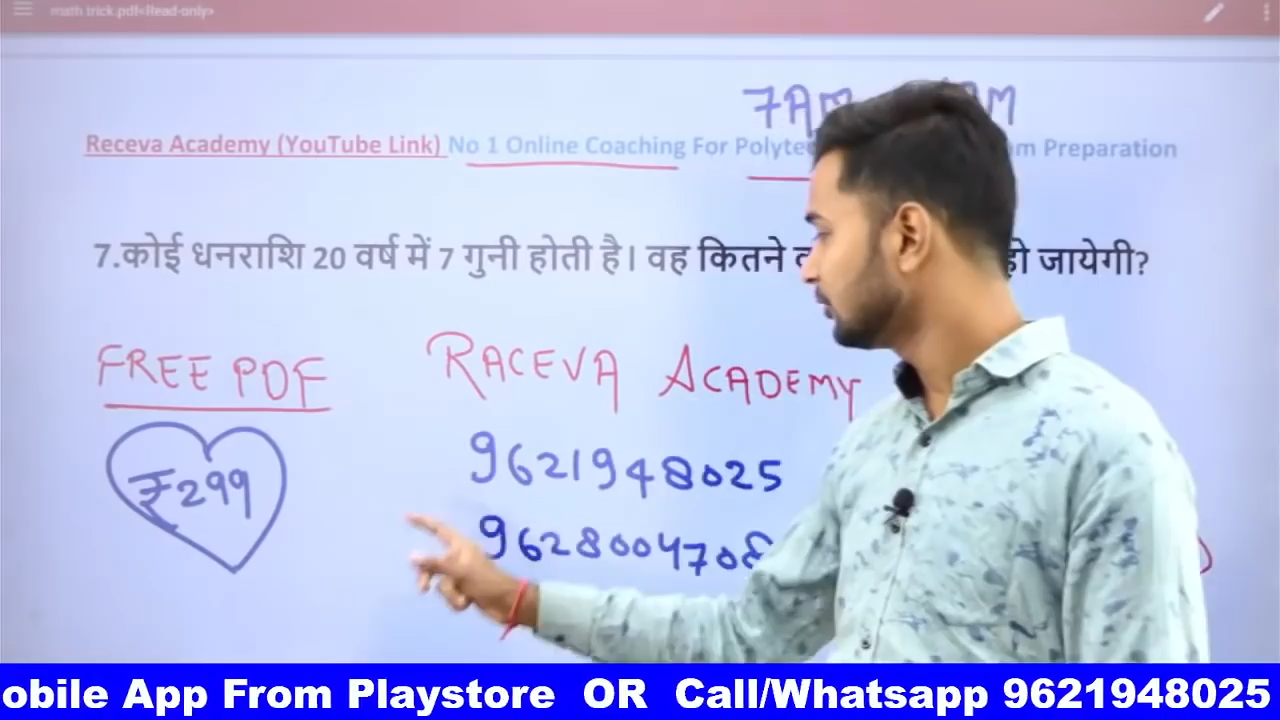 math trick.pdf<Read-only>
7AM
Receva Academy (YouTube Link) No 1 Online Coaching For Preparation
7.कोई धनराशि 20 वर्ष में 7 गुनी होती है। वह कितने हो जायेगी?
FREE PDF RACEVA ACADEMY
₹299 9621948025
962800470
obile App From Playstore OR Call/Whatsapp 9621948025